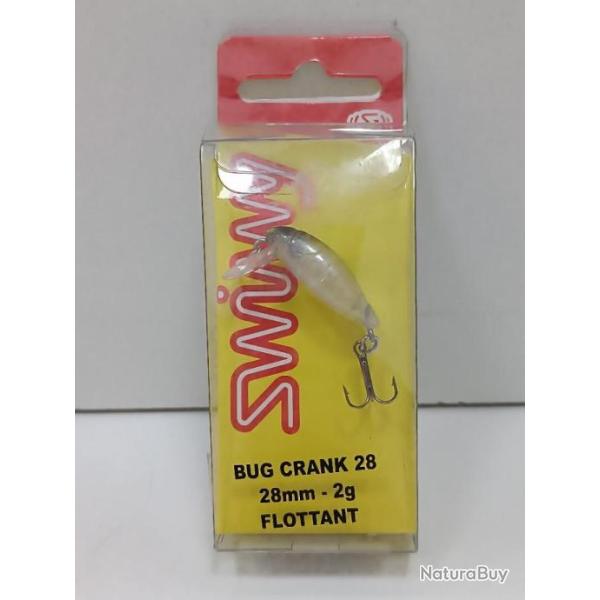 swimy
BUG CRANK 28
28mm - 2g
FLOTTANT
NaturaBuy